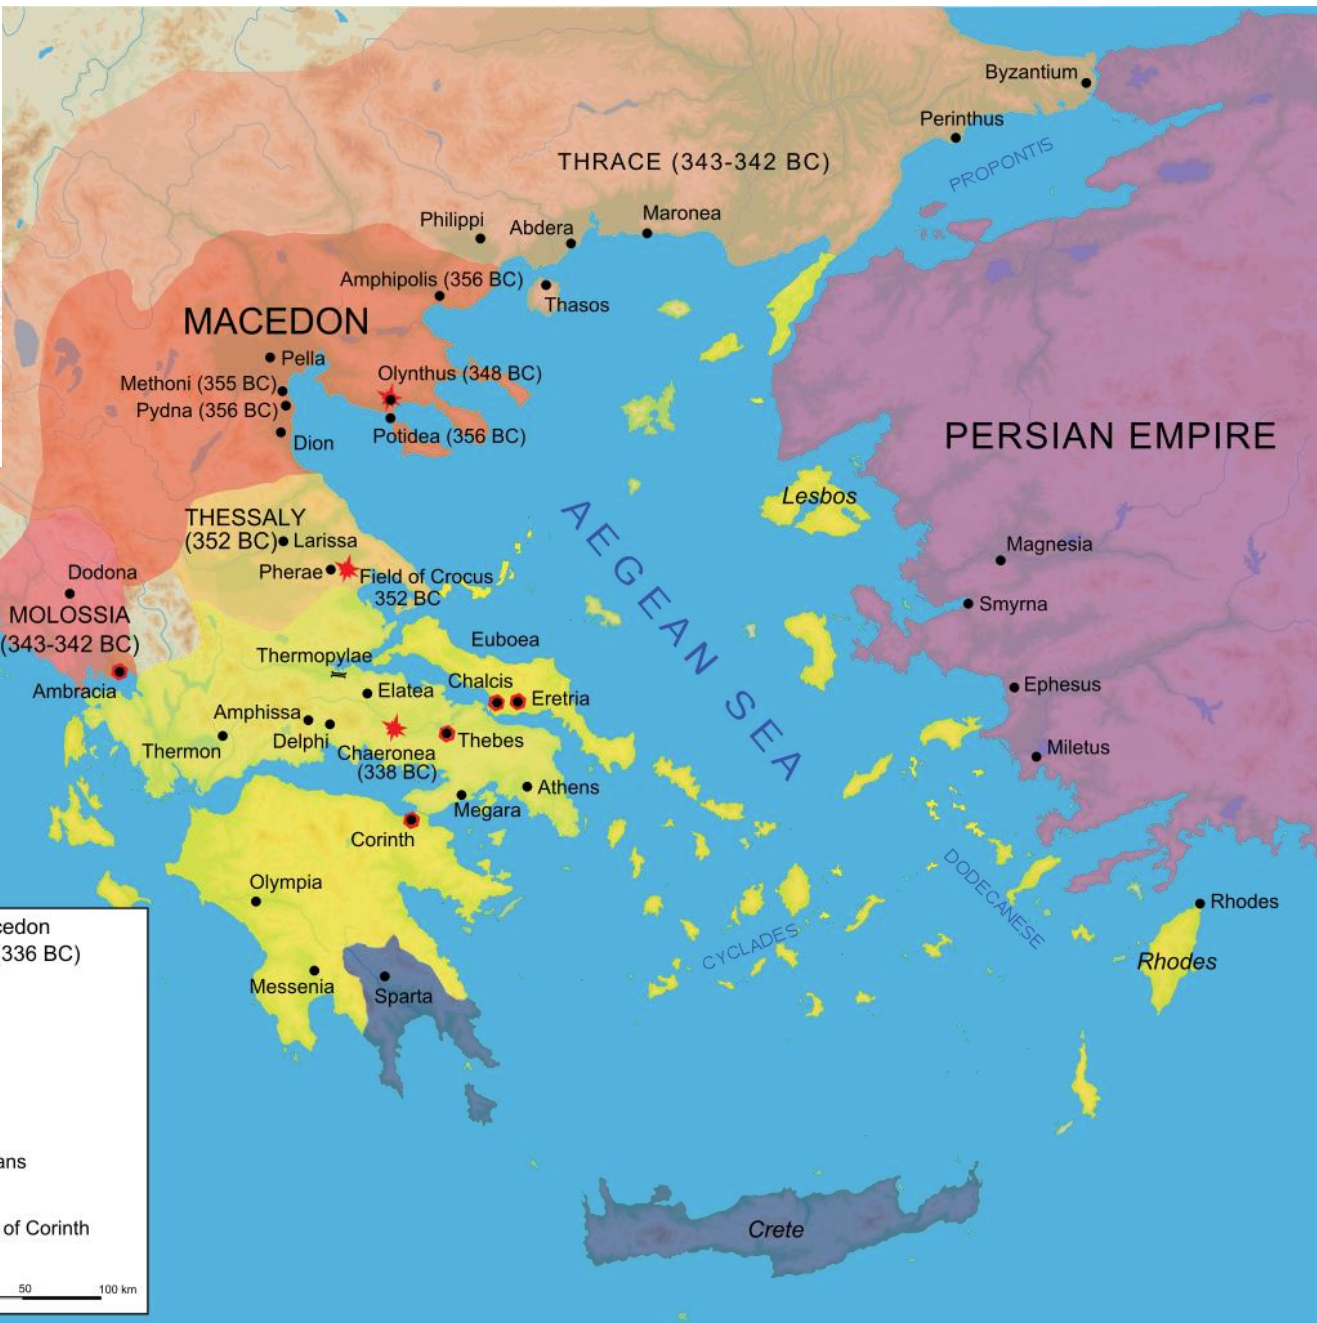 Byzantium
Perinthus
PROPONTIS
THRACE (343-342 BC)
Philippi
Abdera
Maronea
Amphipolis (356 BC)
Thasos
MACEDON
Pella
Olynthus (348 BC)
Methoni (355 BC)
Pydna (356 BC)
Potidea (356 BC)
Dion
PERSIAN EMPIRE
Lesbos
AEGEAN SEA
THESSALY
(352 BC)
Larissa
Pherae
Field of Crocus
352 BC
Magnesia
Smyrna
Dodona
MOLOSSIA
(343-342 BC)
Ambracia
Euboea
Thermopylae
Elatea
Chalcis
Eretria
Ephesus
Amphissa
Delphi
Thermon
Chaeronea
(338 BC)
Thebes
Miletus
Athens
Megara
Corinth
Olympia
DODECANESE
CYCLADES
Rhodes
Rhodes
Messenia
Sparta
Crete
cedon
(336 BC)
ans
of Corinth
50
100 km